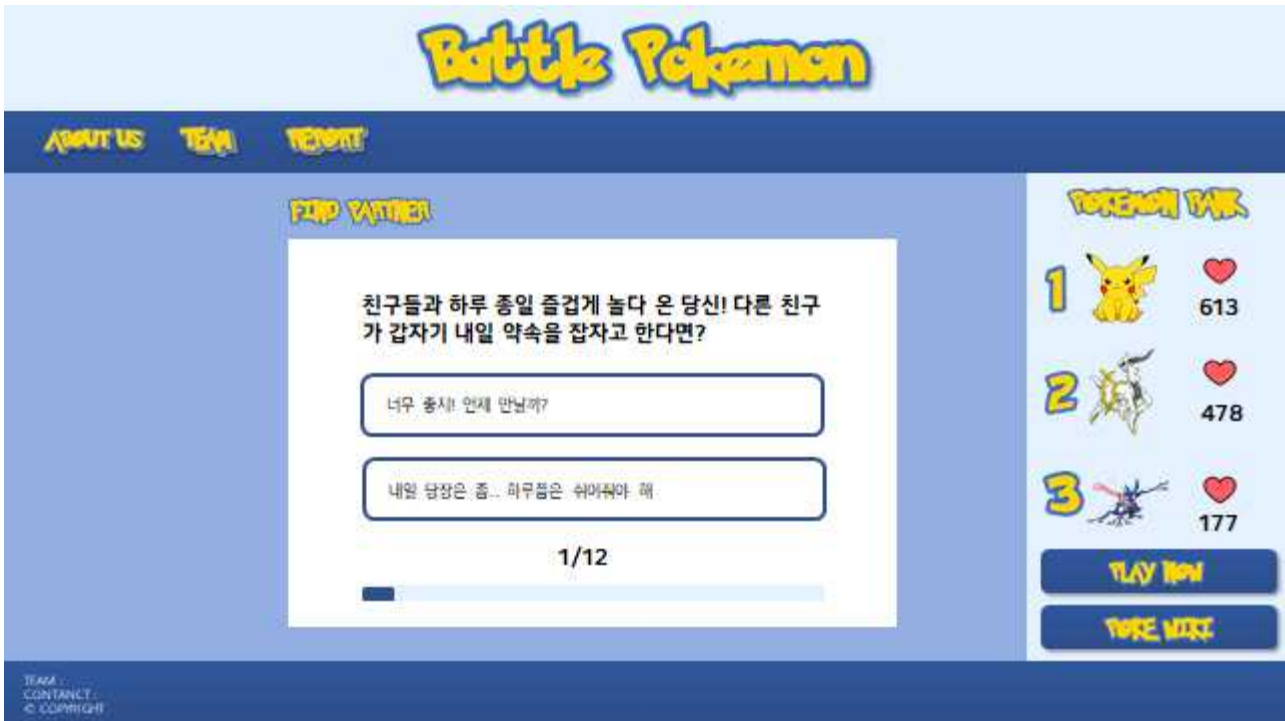 Battle Pokemon
ABOUT US TEAM REPORT
FIND PARTNER
친구들과 하루 종일 즐겁게 놀다 온 당신! 다른 친구
가 갑자기 내일 약속을 잡자고 한다면?
너무 좋지! 언제 만날까?
내일 당장은 좀... 하루쯤은 쉬어줘야 해
1/12
POKEMON RANK
1
613
2
478
3
177
PLAY NOW
POKE WIKI
TEAM :
CONTANCT :
© COPYRIGHT